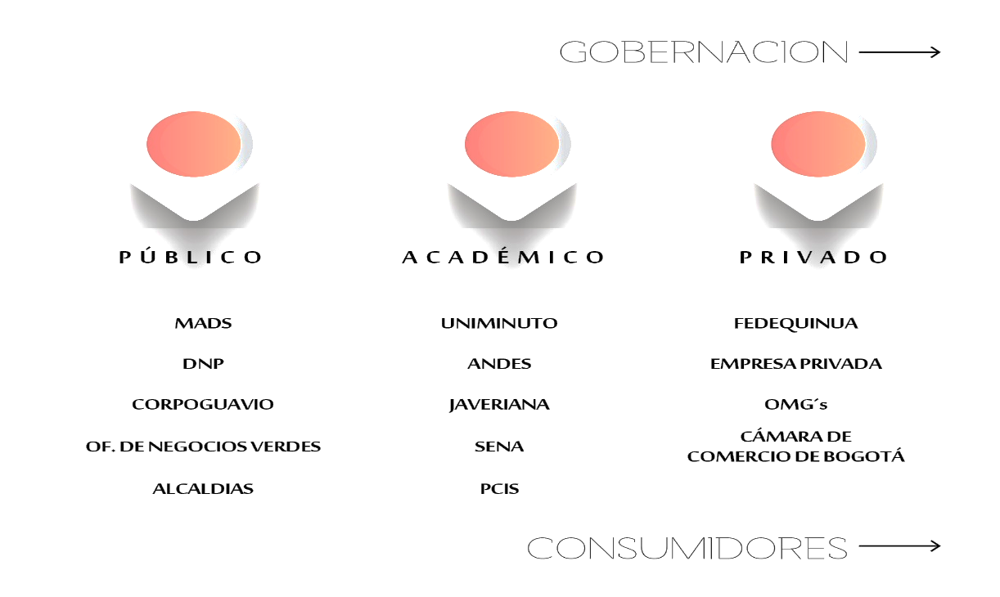 GOBERNACION
PÚBLICO
MADS
DNP
CORPOGUAVIO
OF. DE NEGOCIOS VERDES
ALCALDIAS
ACADÉMICO
UNIMINUTO
ANDES
JAVERIANA
SENA
PCIS
PRIVADO
FEDEQUINUA
EMPRESA PRIVADA
OMG´s
CÁMARA DE
COMERCIO DE BOGOTÁ
CONSUMIDORES